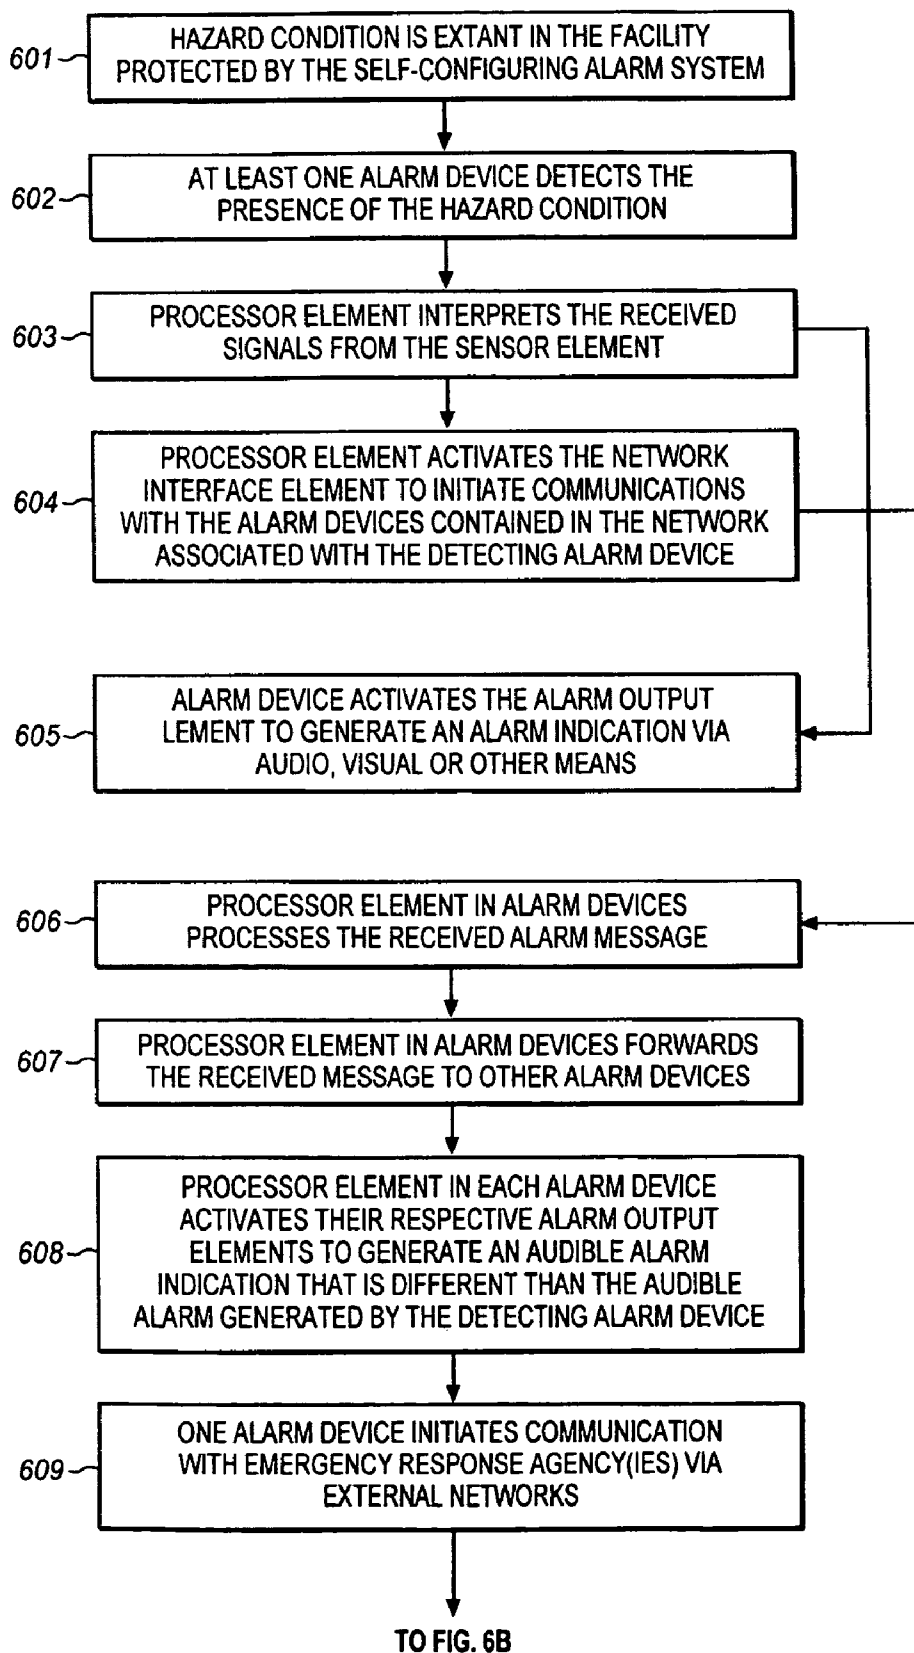 601
HAZARD CONDITION IS EXTANT IN THE FACILITY
PROTECTED BY THE SELF-CONFIGURING ALARM SYSTEM
602
AT LEAST ONE ALARM DEVICE DETECTS THE
PRESENCE OF THE HAZARD CONDITION
603
PROCESSOR ELEMENT INTERPRETS THE RECEIVED
SIGNALS FROM THE SENSOR ELEMENT
604
PROCESSOR ELEMENT ACTIVATES THE NETWORK
INTERFACE ELEMENT TO INITIATE COMMUNICATIONS
WITH THE ALARM DEVICES CONTAINED IN THE NETWORK
ASSOCIATED WITH THE DETECTING ALARM DEVICE
605
ALARM DEVICE ACTIVATES THE ALARM OUTPUT
LEMENT TO GENERATE AN ALARM INDICATION VIA
AUDIO, VISUAL OR OTHER MEANS
606
PROCESSOR ELEMENT IN ALARM DEVICES
PROCESSES THE RECEIVED ALARM MESSAGE
607
PROCESSOR ELEMENT IN ALARM DEVICES FORWARDS
THE RECEIVED MESSAGE TO OTHER ALARM DEVICES
608
PROCESSOR ELEMENT IN EACH ALARM DEVICE
ACTIVATES THEIR RESPECTIVE ALARM OUTPUT
ELEMENTS TO GENERATE AN AUDIBLE ALARM
INDICATION THAT IS DIFFERENT THAN THE AUDIBLE
ALARM GENERATED BY THE DETECTING ALARM DEVICE
609
ONE ALARM DEVICE INITIATES COMMUNICATION
WITH EMERGENCY RESPONSE AGENCY(IES) VIA
EXTERNAL NETWORKS
TO FIG. 6B